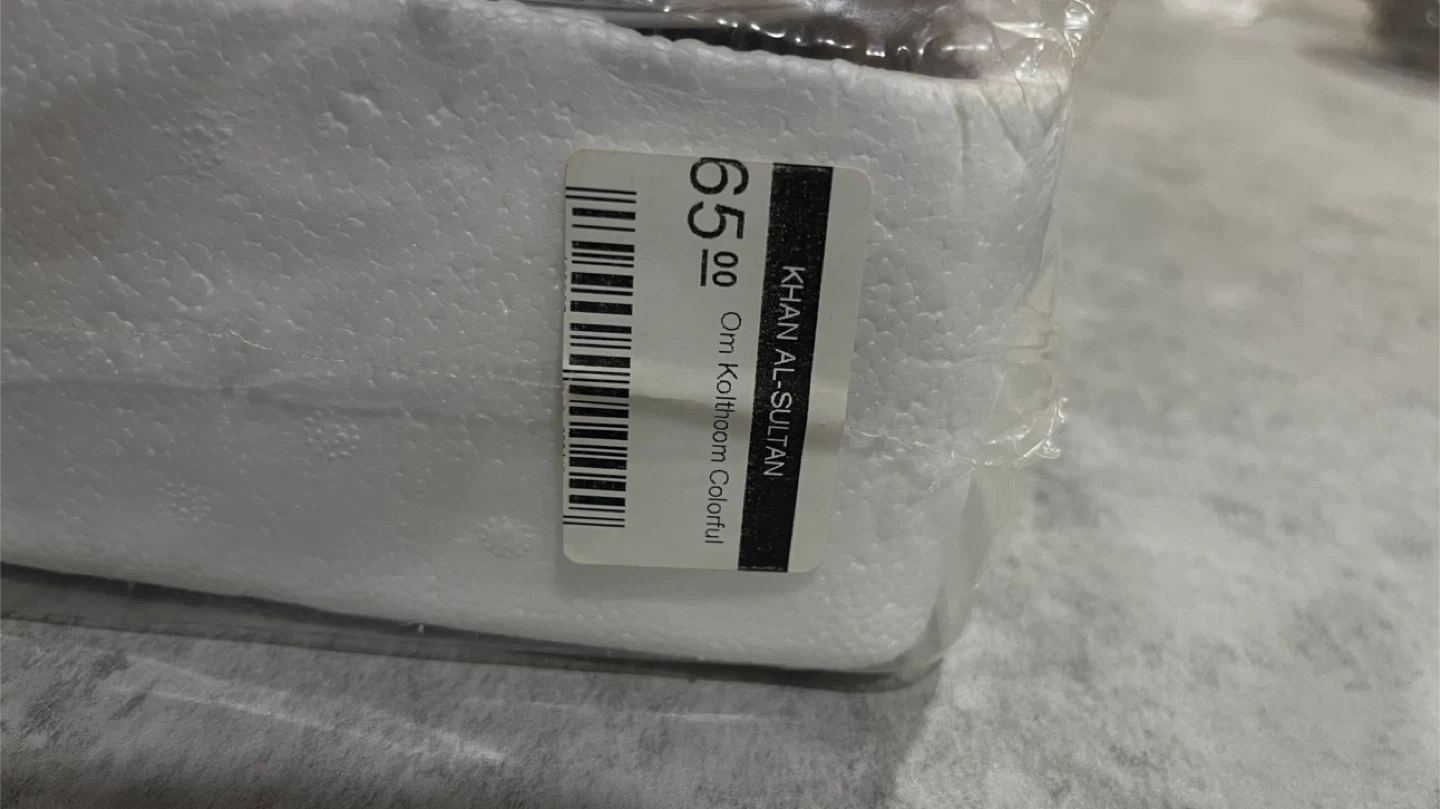 KHAN AL-SULTAN
Om Kolthoom Colorful
65.00